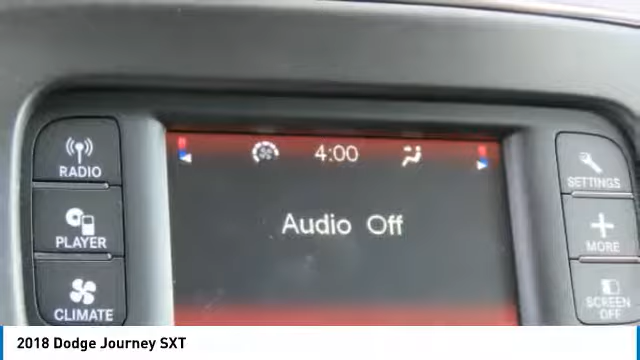 RADIO
PLAYER
CLIMATE
4:00
Audio Off
SETTINGS
MORE
SCREEN
OFF
2018 Dodge Journey SXT